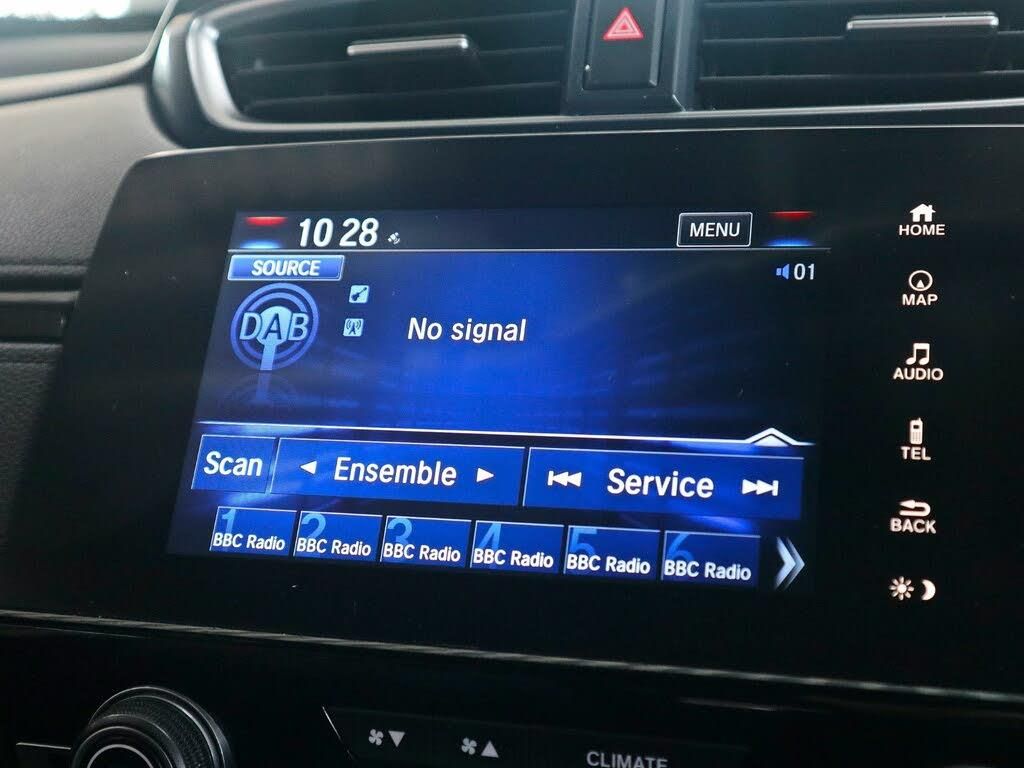 10 28
MENU
SOURCE
01
DAB
No signal
Scan
Ensemble
Service
1 2 3 4 5 6
BBC Radio BBC Radio BBC Radio BBC Radio BBC Radio BBC Radio
HOME
MAP
AUDIO
TEL
BACK
CLIMATE